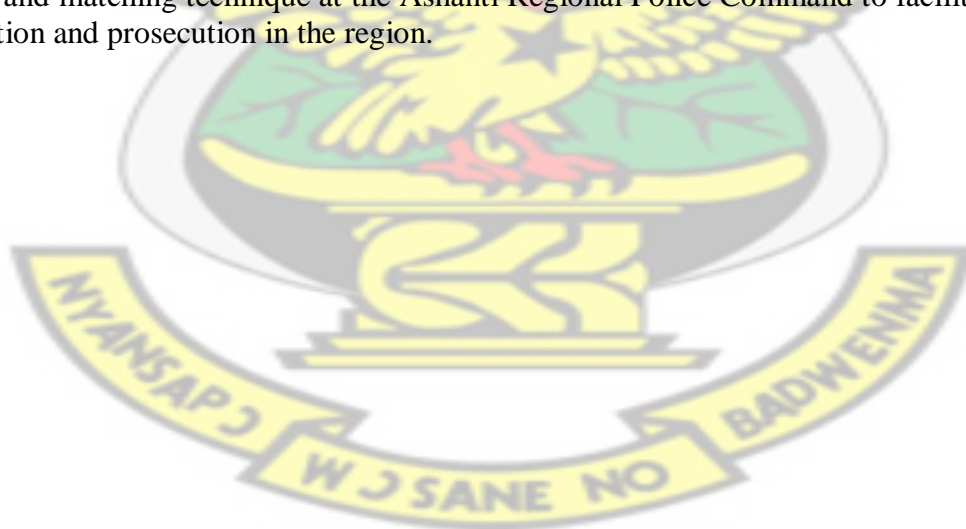 and matching technique at the Ashanti Regional Police Command to facilit
tion and prosecution in the region.
NYANSAPƆ
WƆSANE NO
BADWENMA